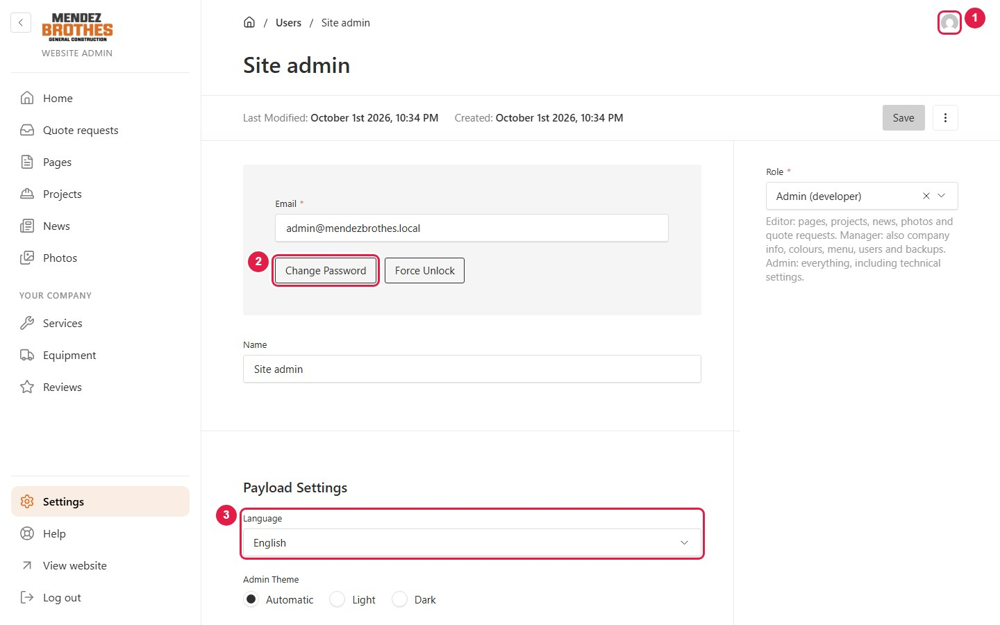 MENDEZ
BROTHES
GENERAL CONSTRUCTION
WEBSITE ADMIN
Home
Quote requests
Pages
Projects
News
Photos
YOUR COMPANY
Services
Equipment
Reviews
Settings
Help
View website
Log out
/ Users / Site admin
1
Site admin
Last Modified: October 1st 2026, 10:34 PM Created: October 1st 2026, 10:34 PM
Save
Email *
admin@mendezbrothes.local
2
Change Password Force Unlock
Name
Site admin
Payload Settings
3
Language
English
Admin Theme
Automatic Light Dark
Role *
Admin (developer)
Editor: pages, projects, news, photos and
quote requests. Manager: also company
info, colours, menu, users and backups.
Admin: everything, including technical
settings.